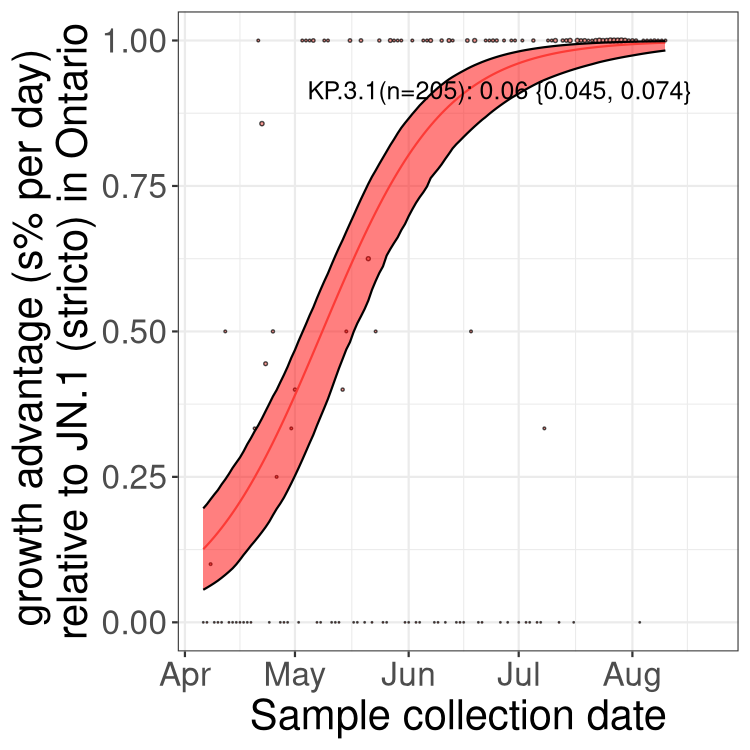 growth advantage (s% per day)
relative to JN.1 (stricto) in Ontario
1.00
0.75
0.50
0.25
0.00
KP.3.1(n=205): 0.06 {0.045, 0.074}
Apr May Jun Jul Aug
Sample collection date